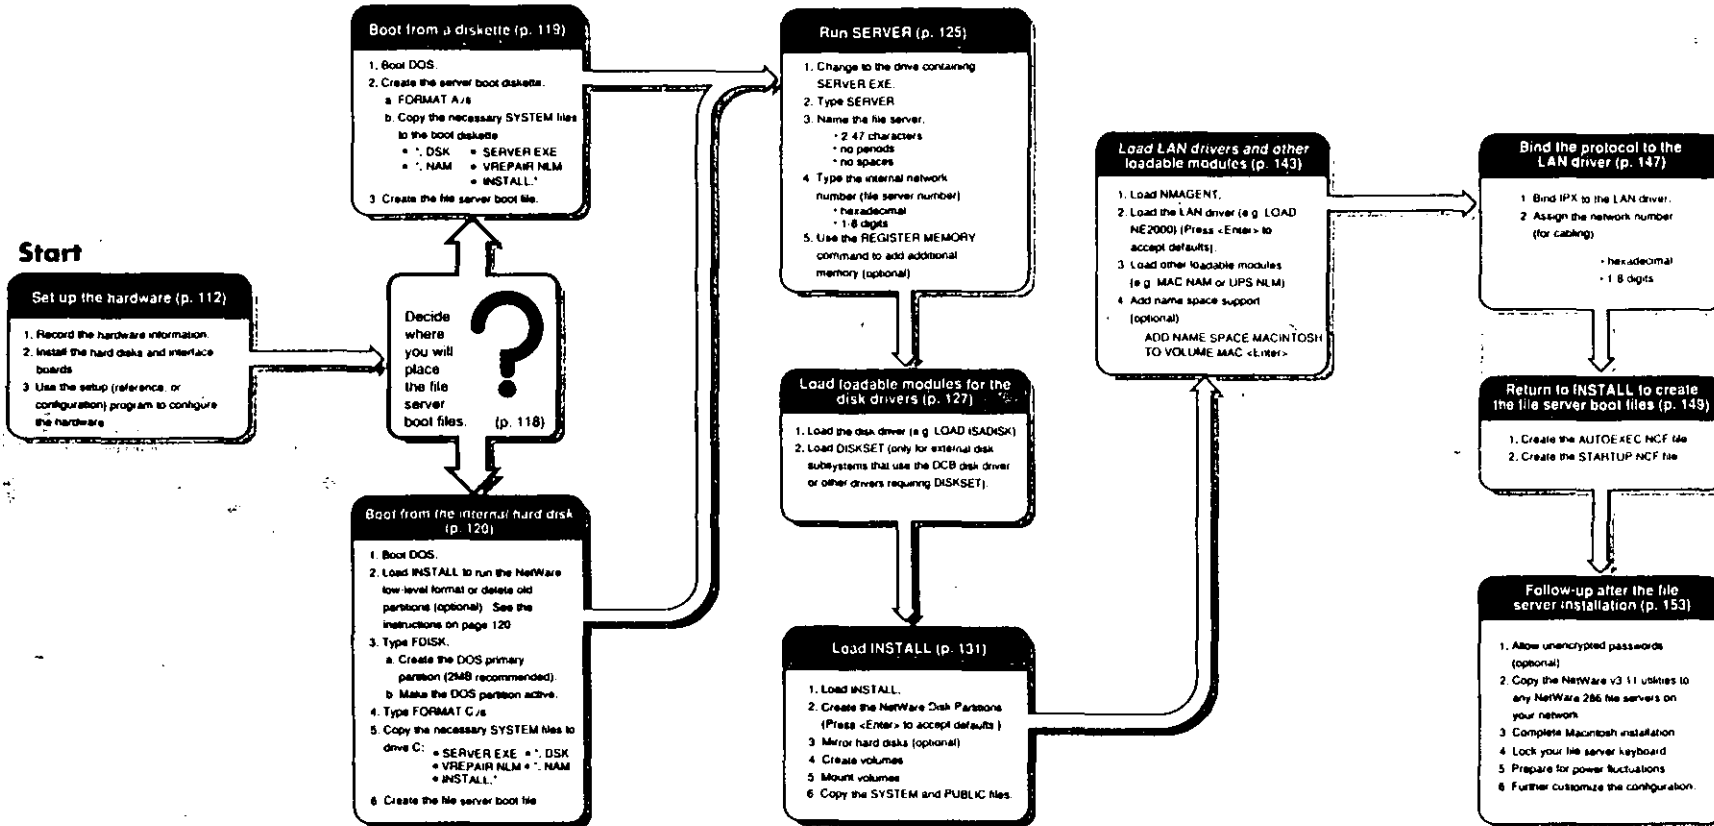 Start
Set up the hardware (p. 112)
1. Record the hardware information.
2. Install the hard disks and interface
boards
3 Use the setup (reference, or
configuration) program to configure
the hardware
Decide
where
you will
place
the file
server
boot files.
?
(p. 118)
Boot from a diskette (p. 119)
1. Boot DOS.
2. Create the server boot diskette.
a FORMAT A:/s
b. Copy the necessary SYSTEM files
to the boot diskette
• *. DSK • SERVER EXE
• *. NAM • VREPAIR NLM
• INSTALL.*
3 Create the file server boot file.
Boot from the internal hard disk
(p. 120)
1. Boot DOS.
2. Load INSTALL to run the NetWare
low-level format or delete old
partitions (optional) See the
instructions on page 120
3. Type FDISK.
a. Create the DOS primary
partition (2MB recommended).
b Make the DOS partition active.
4. Type FORMAT C:/s
5. Copy the necessary SYSTEM files to
drive C:
• SERVER EXE • *. DSK
• VREPAIR NLM • *. NAM
• INSTALL.*
6 Create the file server boot file
Run SERVER (p. 125)
1. Change to the drive containing
SERVER EXE.
2. Type SERVER
3. Name the file server.
• 2 47 characters
• no periods
• no spaces
4 Type the internal network
number (file server number)
• hexadecimal
• 1-8 digits
5. Use the REGISTER MEMORY
command to add additional
memory (optional)
Load loadable modules for the
disk drivers (p. 127)
1. Load the disk driver (e g LOAD ISADISK)
2. Load DISKSET (only for external disk
subsystems that use the DCB disk driver
or other drivers requiring DISKSET).
Load INSTALL (p. 131)
1. Load INSTALL.
2. Create the NetWare Disk Partitions
(Press <Enter> to accept defaults )
3 Mirror hard disks (optional)
4 Create volumes
5 Mount volumes
6 Copy the SYSTEM and PUBLIC files.
Load LAN drivers and other
loadable modules (p. 143)
1. Load NMAGENT.
2. Load the LAN driver (e g LOAD
NE2000) (Press <Enter> to
accept defaults).
3 Load other loadable modules
(e g MAC NAM or UPS NLM)
4 Add name space support
(optional)
ADD NAME SPACE MACINTOSH
TO VOLUME MAC <Enter>
Bind the protocol to the
LAN driver (p. 147)
1 Bind IPX to the LAN driver.
2 Assign the network number
(for cabling)
• hexadecimal
• 1 8 digits
Return to INSTALL to create
the file server boot files (p. 149)
1. Create the AUTOEXEC NCF file
2. Create the STARTUP NCF file
Follow-up after the file
server installation (p. 153)
1. Allow unencrypted passwords
(optional)
2 Copy the NetWare v3 11 utilities to
any NetWare 286 file servers on
your network
3 Complete Macintosh installation
4 Lock your file server keyboard
5 Prepare for power fluctuations
6 Further customize the configuration.